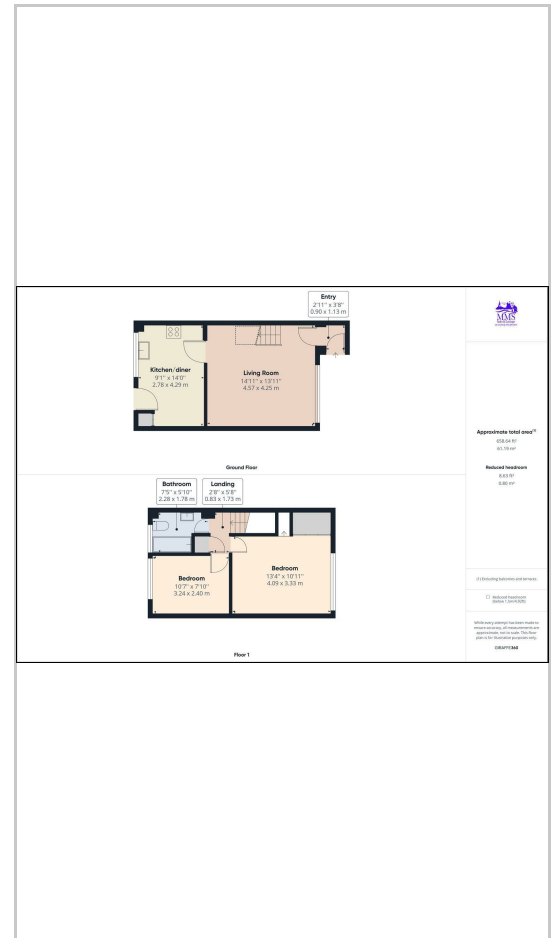 Entry
2'11" x 3'8"
0.90 x 1.13 m
Kitchen/diner
9'1" x 14'0"
2.78 x 4.29 m
Living Room
14'11" x 13'11"
4.57 x 4.25 m
Ground Floor
Bathroom
7'5" x 5'10"
2.28 x 1.78 m
Landing
2'8" x 5'8"
0.83 x 1.73 m
Bedroom
10'7" x 7'10"
3.24 x 2.40 m
Bedroom
13'4" x 10'11"
4.09 x 3.33 m
Floor 1
MMS
Approximate total area(1)
658.64 ft²
61.19 m²
Reduced headroom
8.63 ft²
0.80 m²
(1) Excluding balconies and terraces
Reduced headroom
While every attempt has been made to
ensure accuracy, all measurements are
approximate, not to scale. This floor
plan is for illustrative purposes only.
GIRAFFE360